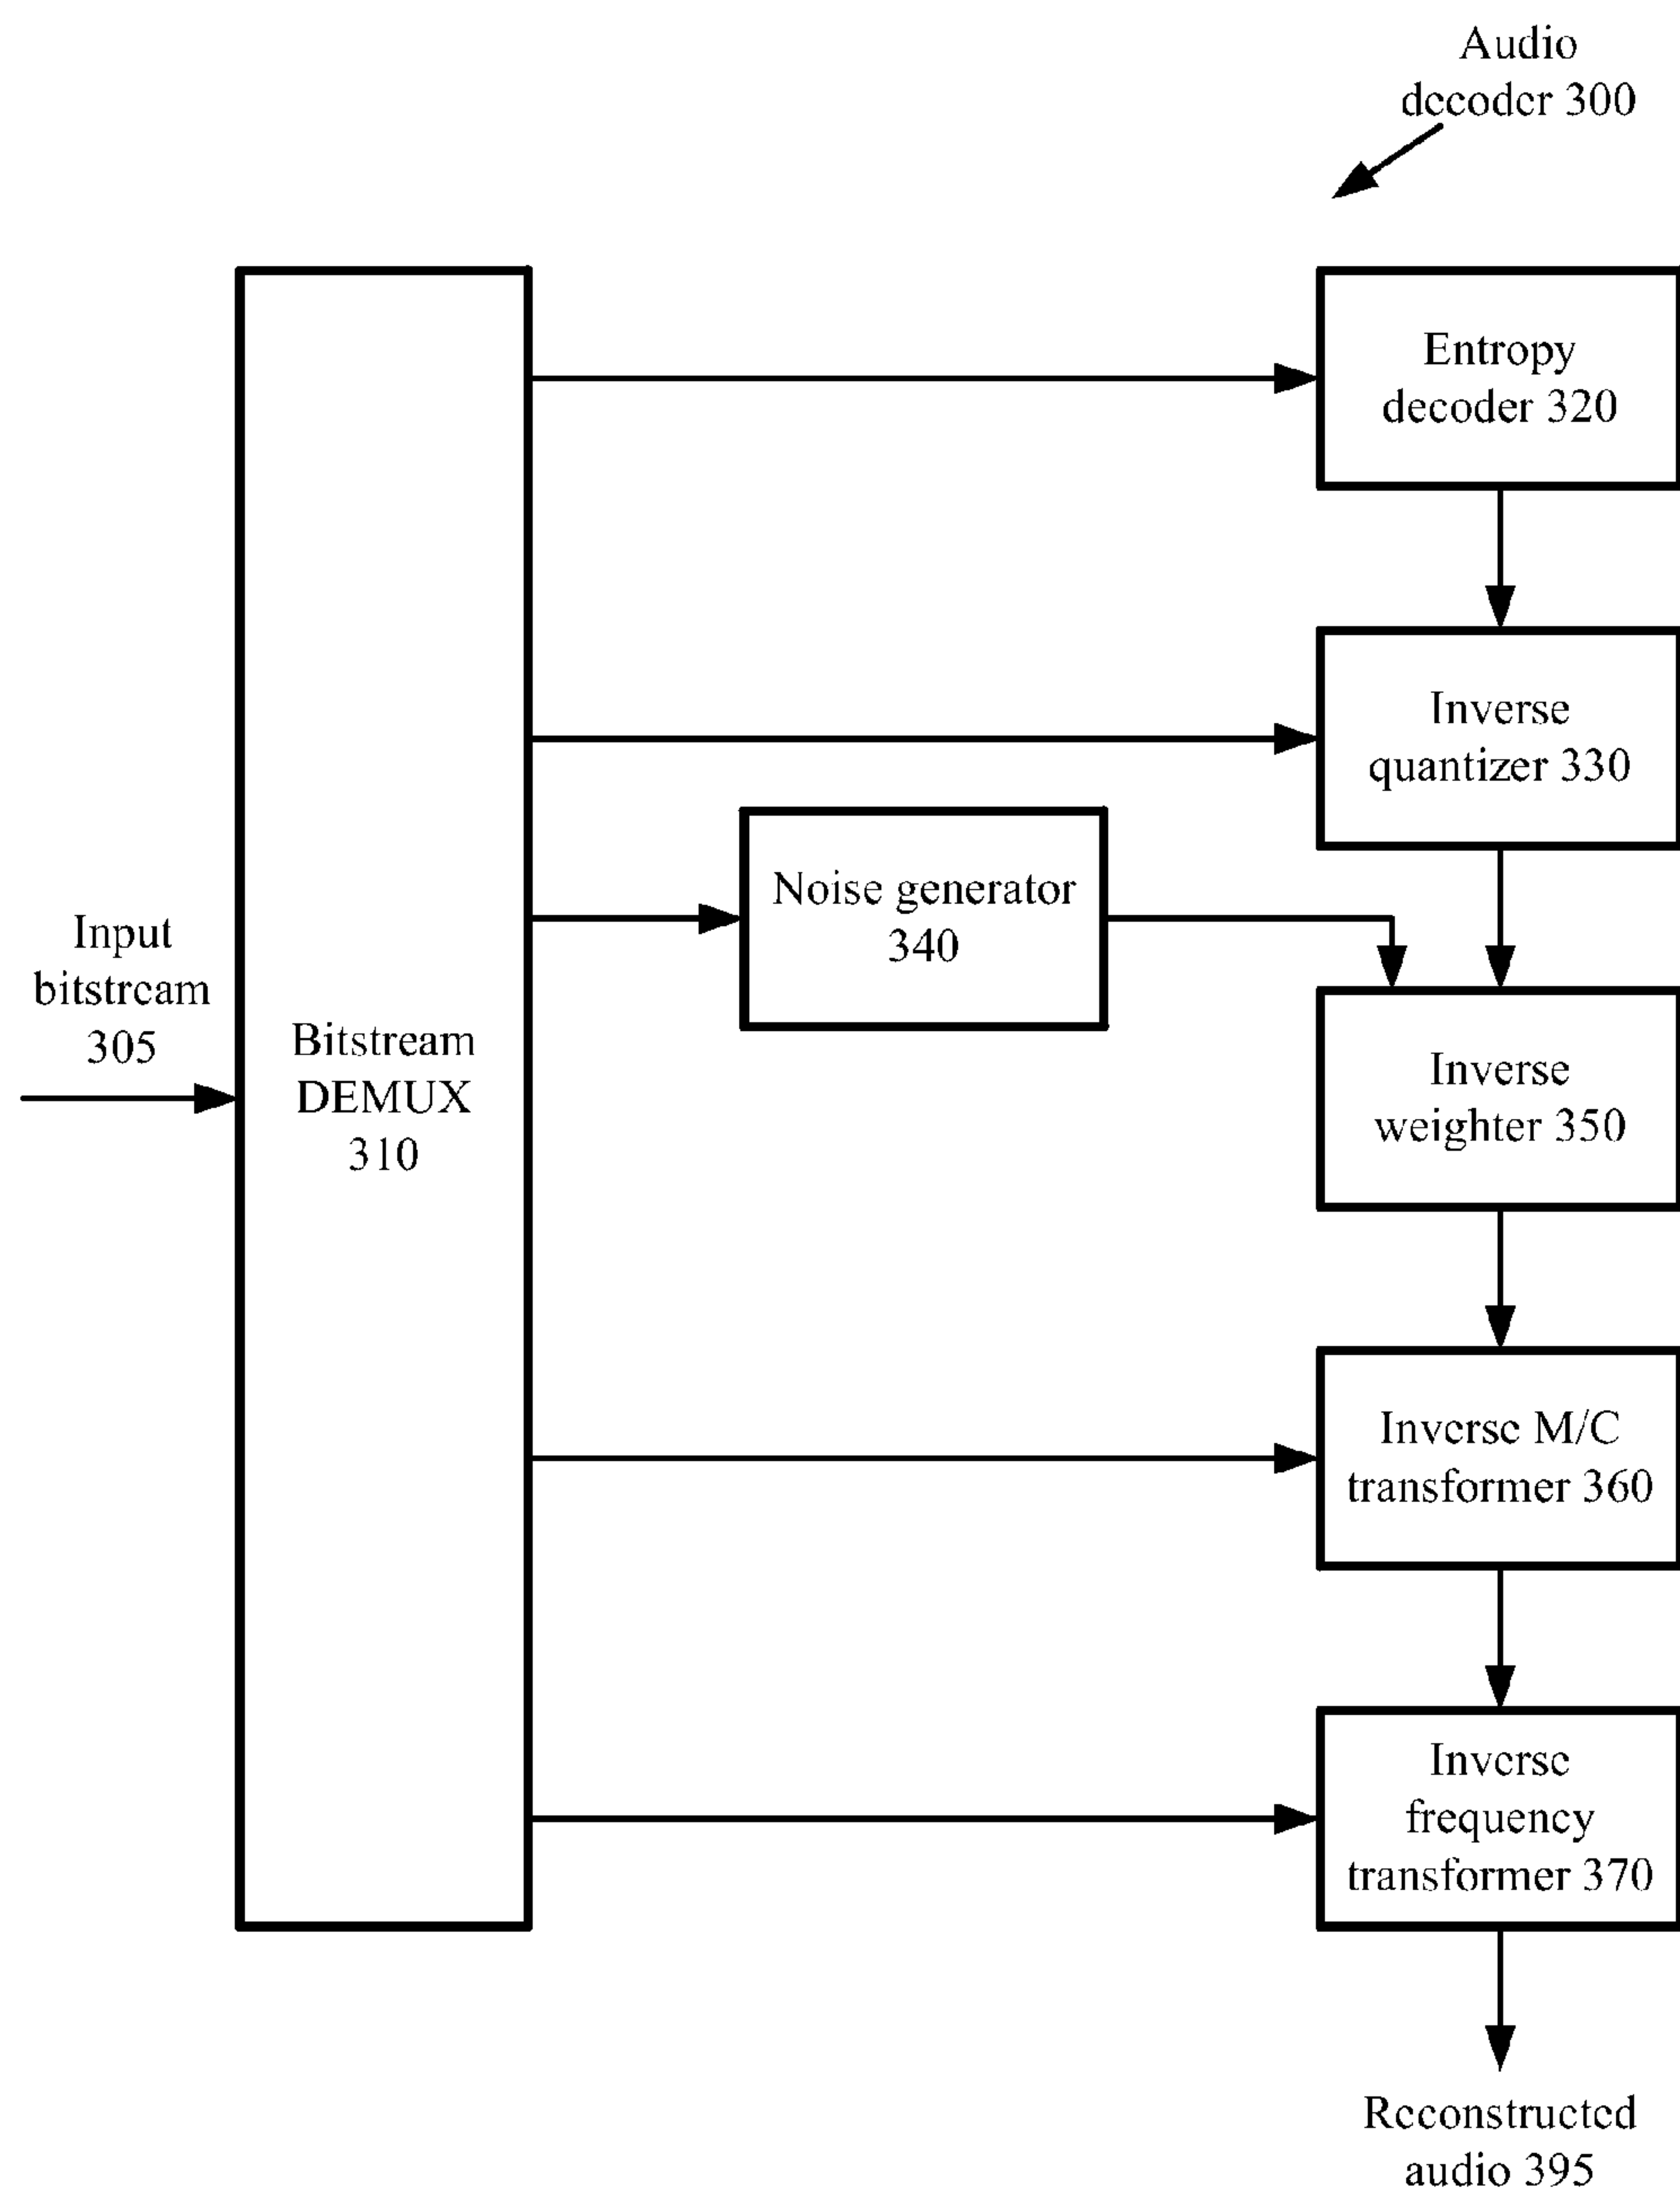 Audio
decoder 300
Entropy
decoder 320
Inverse
quantizer 330
Noise generator
340
Input
bitstream
305
Bitstream
DEMUX
310
Inverse
weighter 350
Inverse M/C
transformer 360
Inverse
frequency
transformer 370
Reconstructed
audio 395